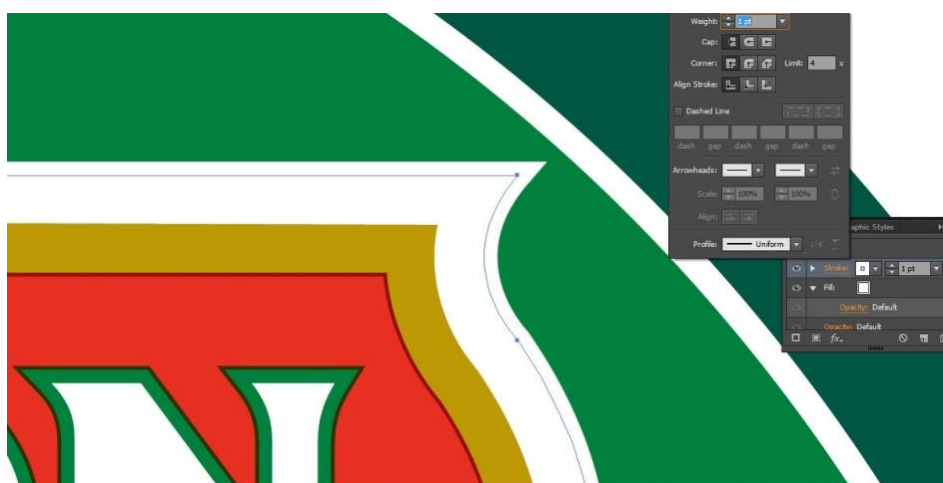 Weight: 1 pt
Cap:
Corner: Limit: 4 x
Align Stroke:
Dashed Line
dash gap dash gap dash gap
Arrowheads:
Scale: 100% 100%
Align:
Profile: Uniform
aphic Styles
Stroke: 1 pt
Fill:
Opacity: Default
Opacity: Default
fx.
N